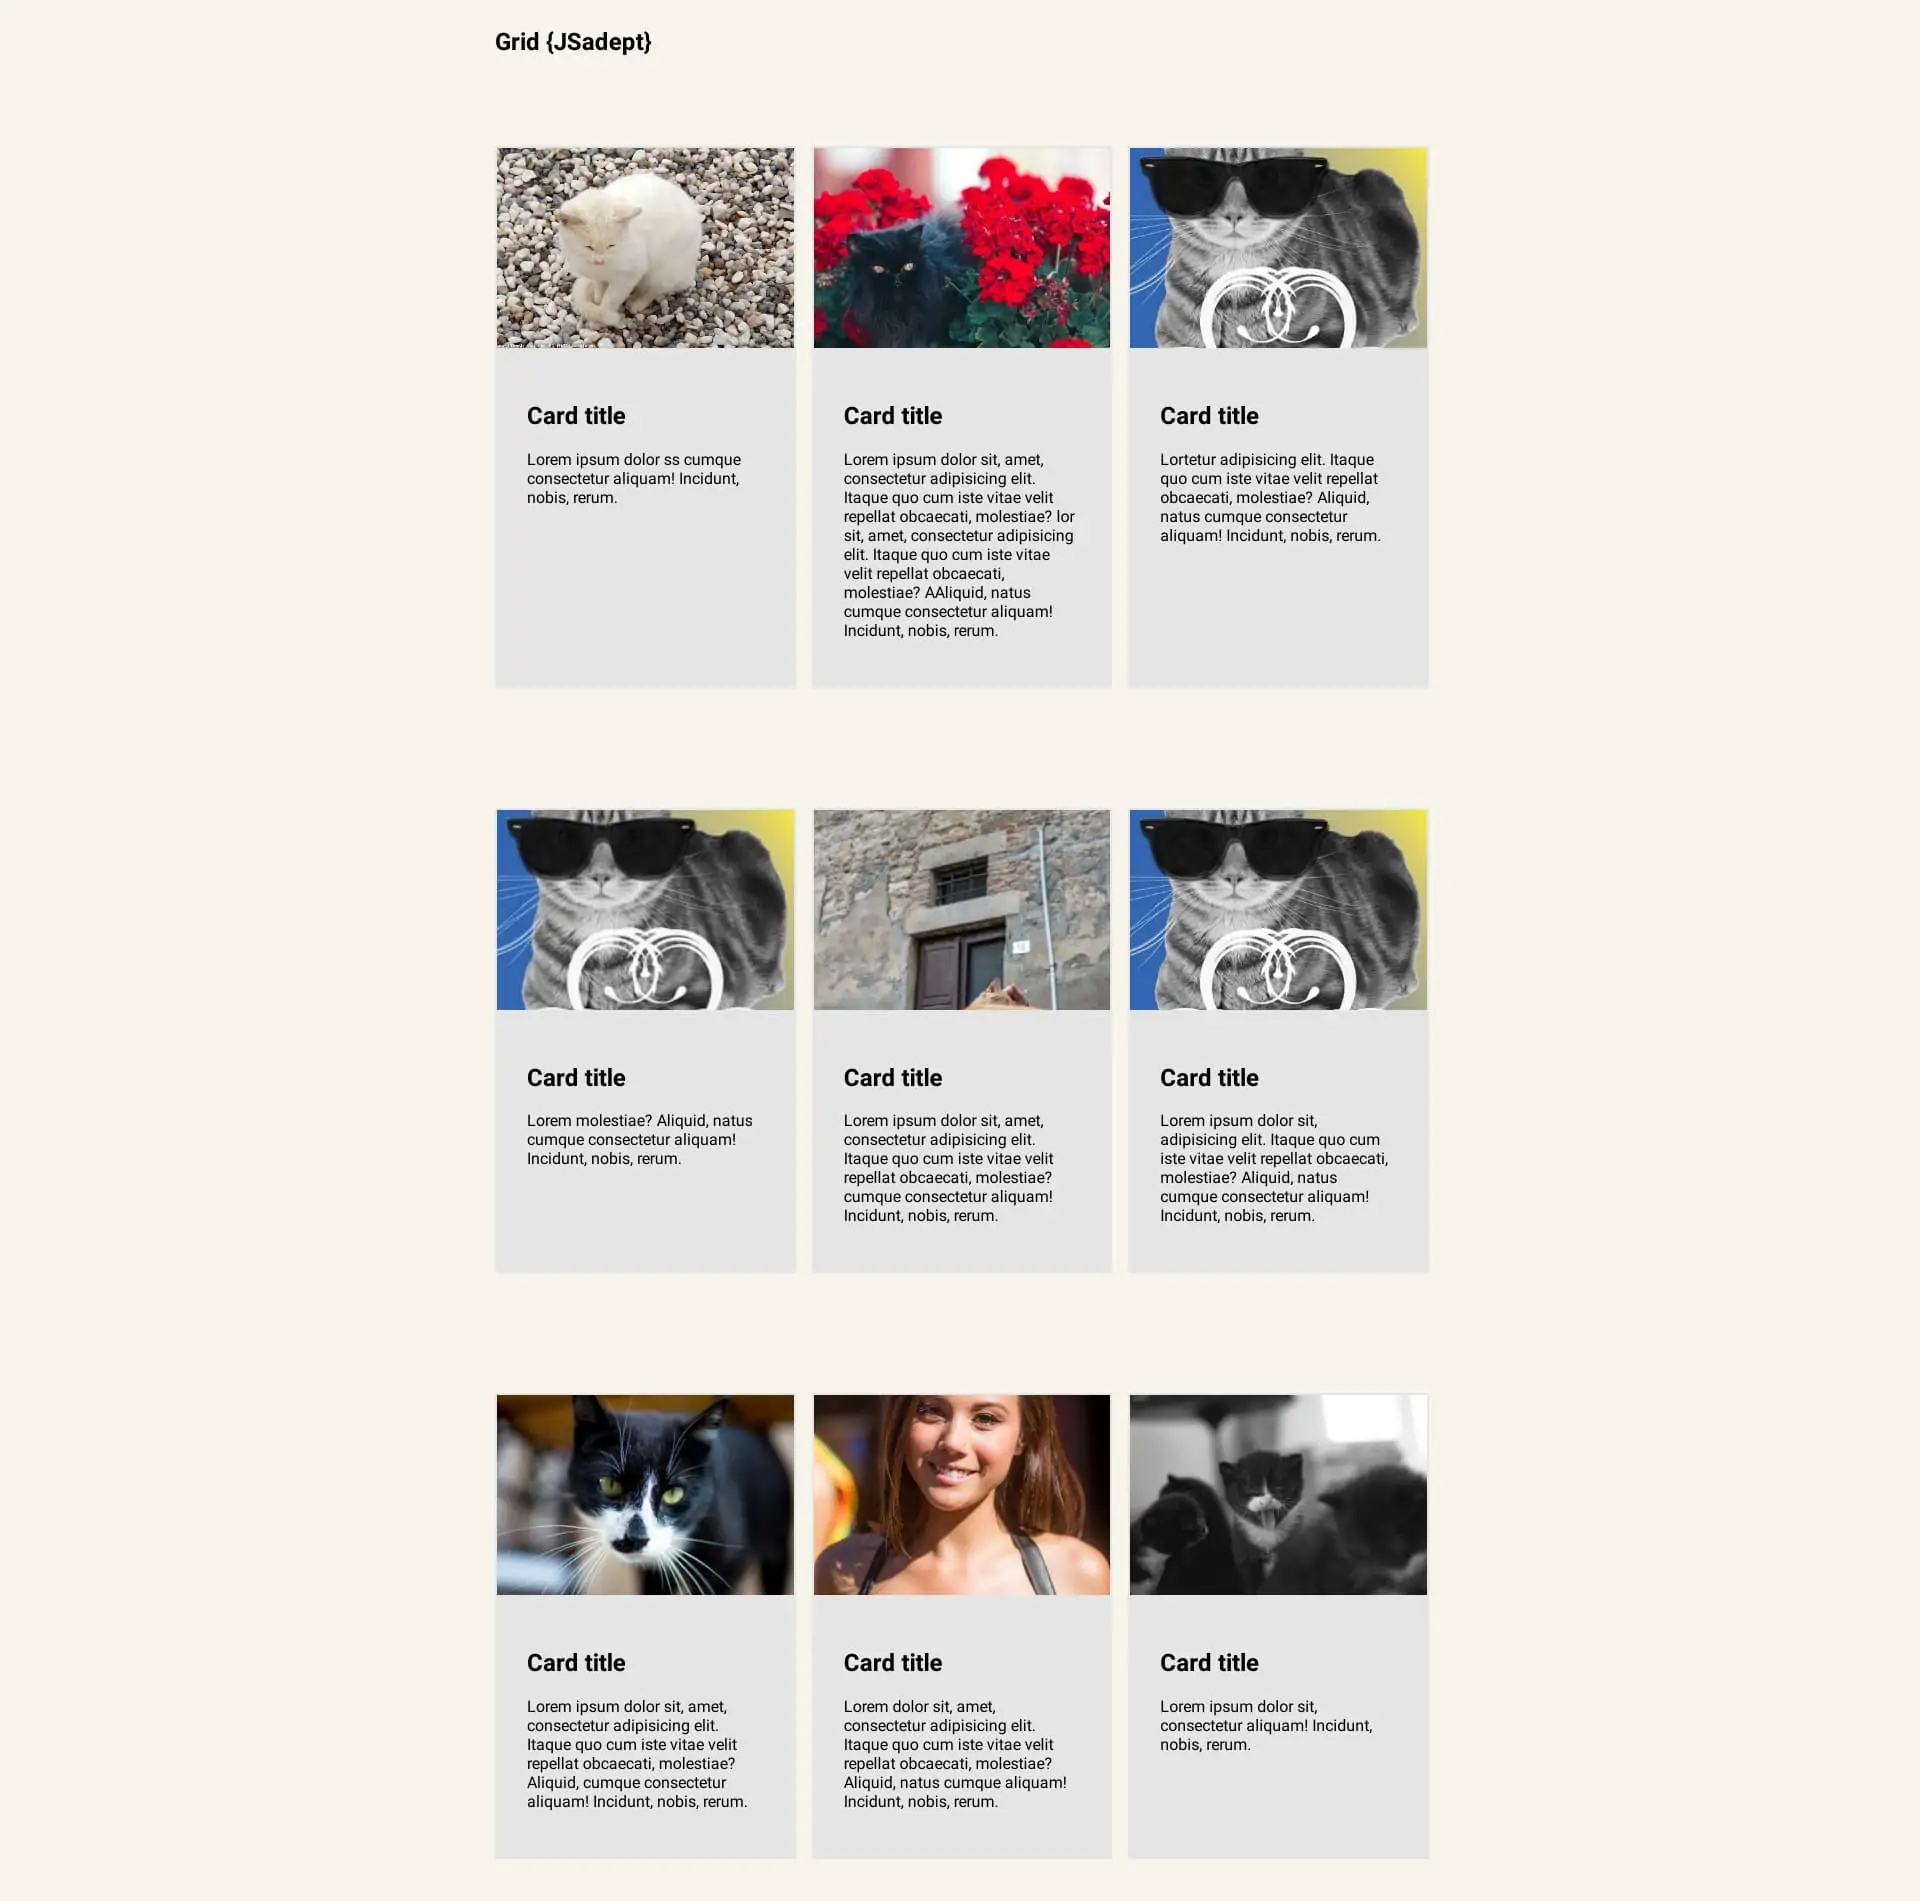 Grid {JSadept}
Card title
Lorem ipsum dolor ss cumque
consectetur aliquam! Incidunt,
nobis, rerum.
Card title
Lorem ipsum dolor sit, amet,
consectetur adipisicing elit.
Itaque quo cum iste vitae velit
repellat obcaecati, molestiae? lor
sit, amet, consectetur adipisicing
elit. Itaque quo cum iste vitae
velit repellat obcaecati,
molestiae? AAliquid, natus
cumque consectetur aliquam!
Incidunt, nobis, rerum.
Card title
Lortetur adipisicing elit. Itaque
quo cum iste vitae velit repellat
obcaecati, molestiae? Aliquid,
natus cumque consectetur
aliquam! Incidunt, nobis, rerum.
Card title
Lorem molestiae? Aliquid, natus
cumque consectetur aliquam!
Incidunt, nobis, rerum.
Card title
Lorem ipsum dolor sit, amet,
consectetur adipisicing elit.
Itaque quo cum iste vitae velit
repellat obcaecati, molestiae?
cumque consectetur aliquam!
Incidunt, nobis, rerum.
Card title
Lorem ipsum dolor sit,
adipisicing elit. Itaque quo cum
iste vitae velit repellat obcaecati,
molestiae? Aliquid, natus
cumque consectetur aliquam!
Incidunt, nobis, rerum.
Card title
Lorem ipsum dolor sit, amet,
consectetur adipisicing elit.
Itaque quo cum iste vitae velit
repellat obcaecati, molestiae?
Aliquid, cumque consectetur
aliquam! Incidunt, nobis, rerum.
Card title
Lorem dolor sit, amet,
consectetur adipisicing elit.
Itaque quo cum iste vitae velit
repellat obcaecati, molestiae?
Aliquid, natus cumque aliquam!
Incidunt, nobis, rerum.
Card title
Lorem ipsum dolor sit,
consectetur aliquam! Incidunt,
nobis, rerum.